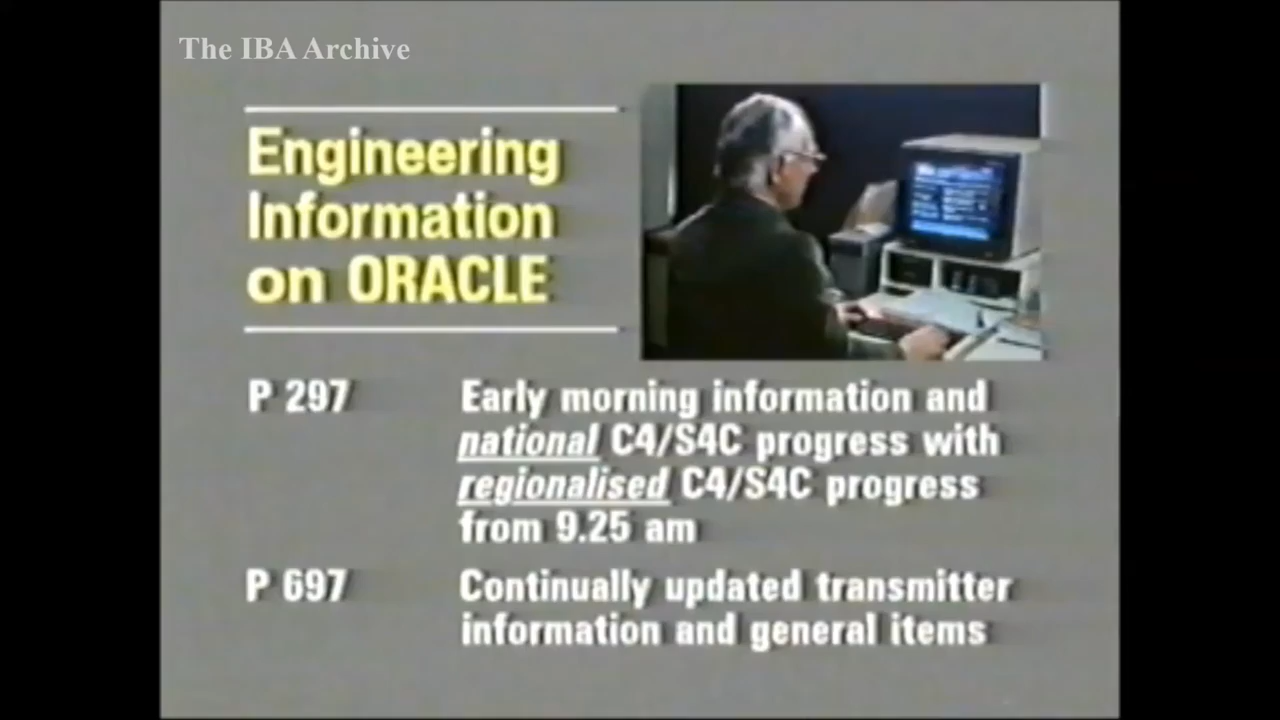 The IBA Archive
Engineering
Information
on ORACLE
P 297
Early morning information and
national C4/S4C progress with
regionalised C4/S4C progress
from 9.25 am
P 697
Continually updated transmitter
information and general items